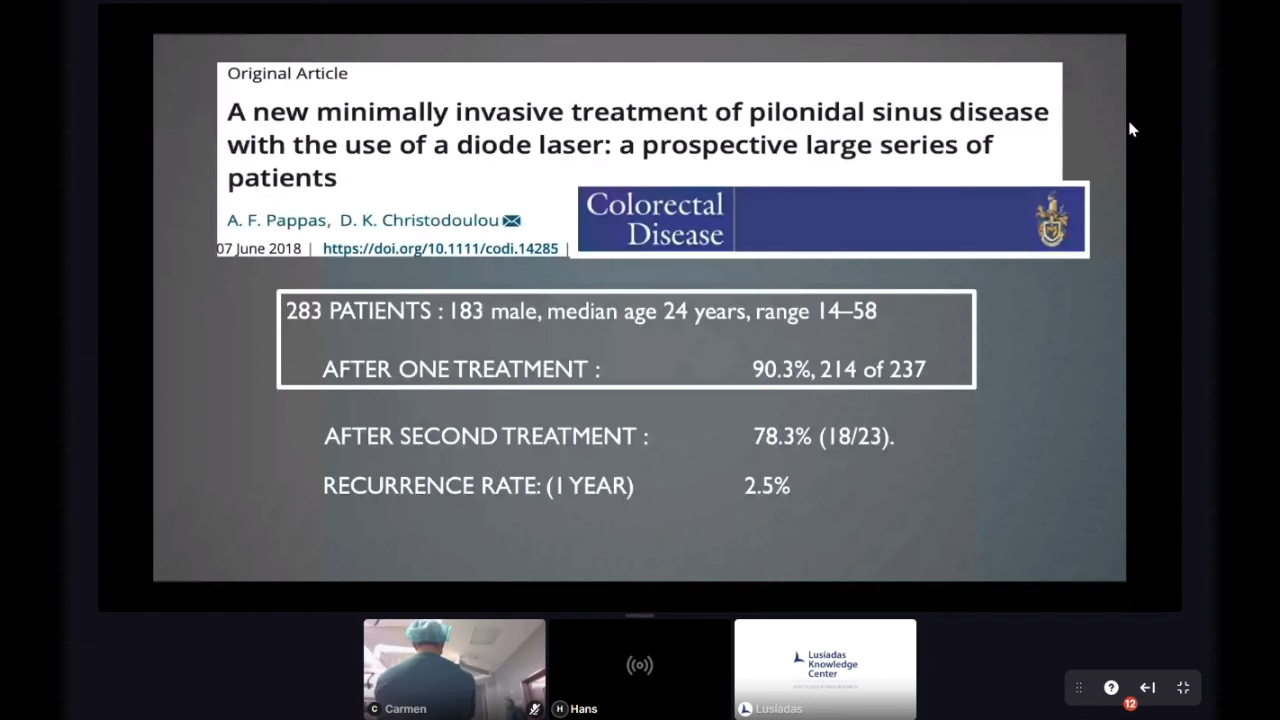 Original Article
A new minimally invasive treatment of pilonidal sinus disease
with the use of a diode laser: a prospective large series of
patients
A. F. Pappas, D. K. Christodoulou
07 June 2018 | https://doi.org/10.1111/codi.14285 |
Colorectal
Disease
283 PATIENTS : 183 male, median age 24 years, range 14–58
AFTER ONE TREATMENT : 90.3%, 214 of 237
AFTER SECOND TREATMENT : 78.3% (18/23).
RECURRENCE RATE: (1 YEAR) 2.5%
Lusíadas
Knowledge
Center
C Carmen
H Hans
Lusíadas
?
12